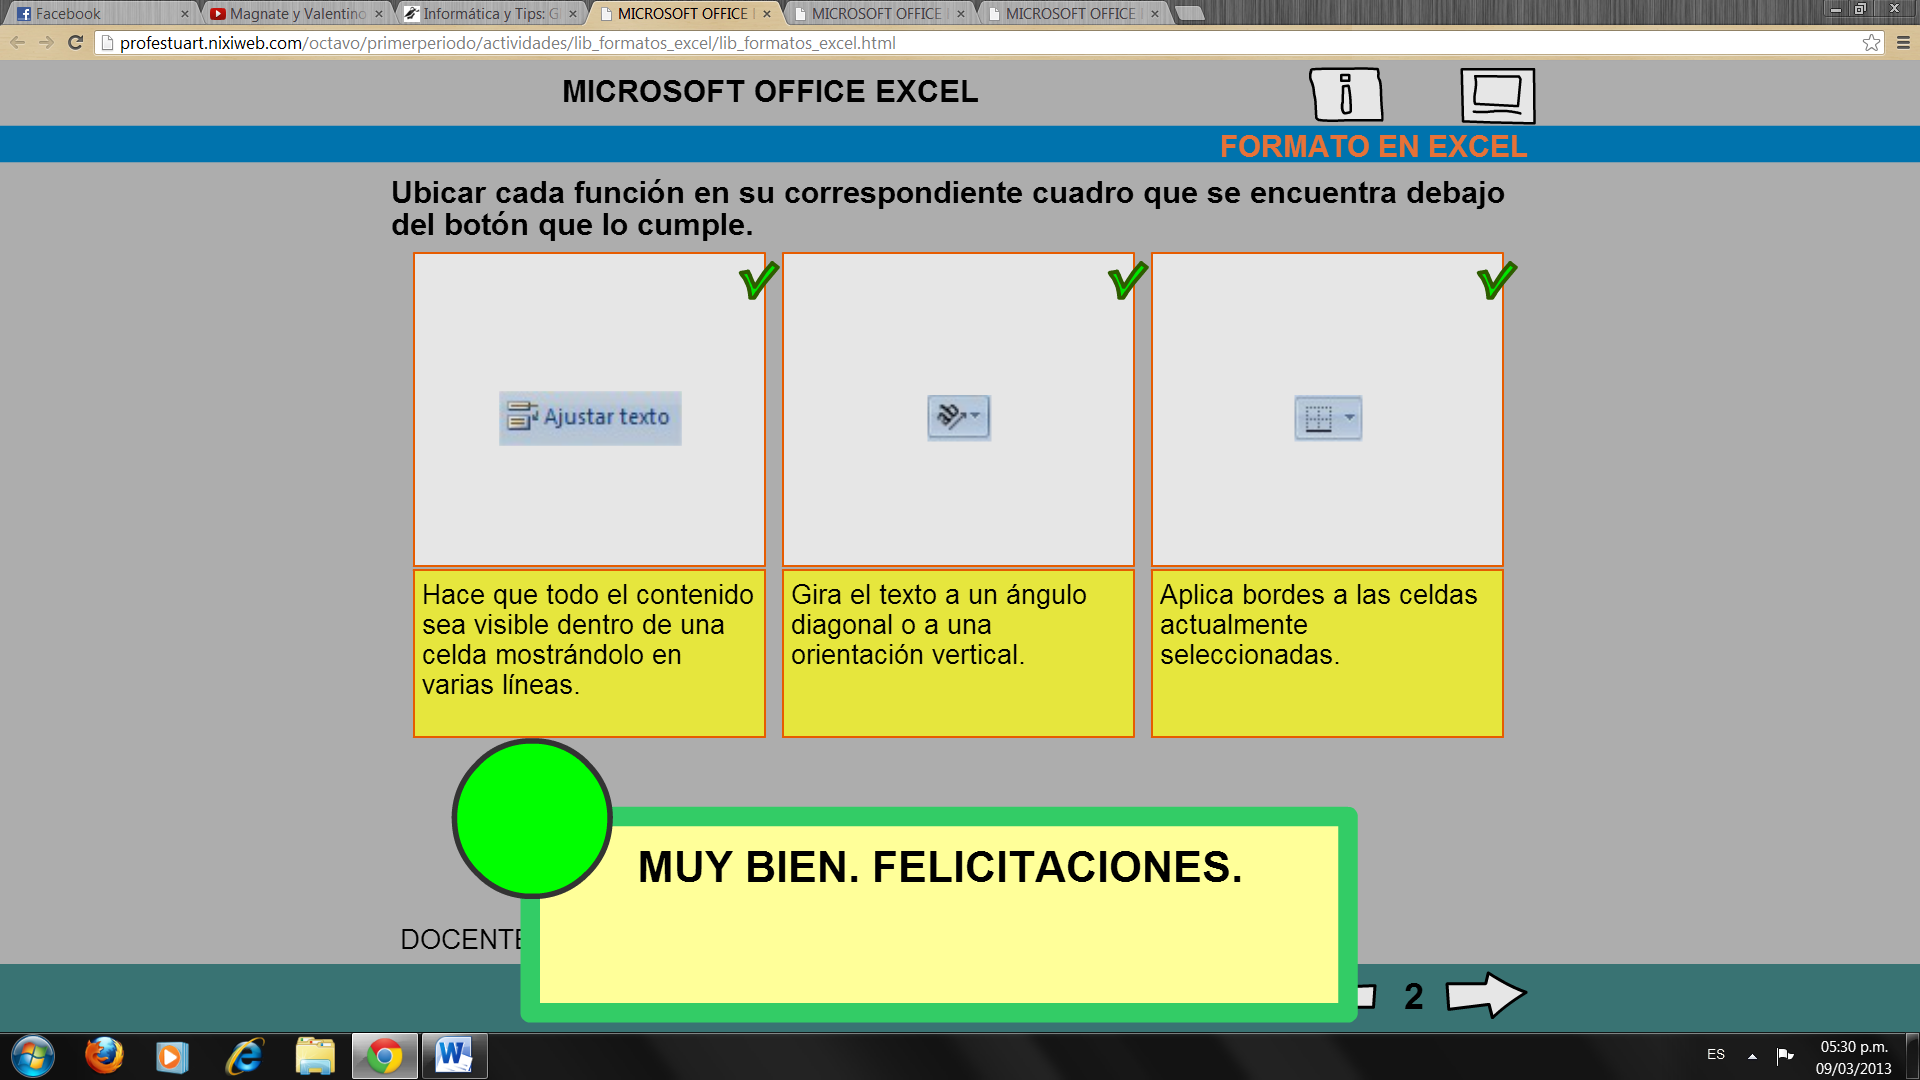 Facebook
Magnate y Valentino
Informática y Tips: G
MICROSOFT OFFICE
MICROSOFT OFFICE
MICROSOFT OFFICE
profestuart.nixiweb.com/octavo/primerperiodo/actividades/lib_formatos_excel/lib_formatos_excel.html
MICROSOFT OFFICE EXCEL
FORMATO EN EXCEL
Ubicar cada función en su correspondiente cuadro que se encuentra debajo
del botón que lo cumple.
Ajustar texto
Hace que todo el contenido
sea visible dentro de una
celda mostrándolo en
varias líneas.
Gira el texto a un ángulo
diagonal o a una
orientación vertical.
Aplica bordes a las celdas
actualmente
seleccionadas.
MUY BIEN. FELICITACIONES.
DOCENTE
2
ES
05:30 p.m.
09/03/2013